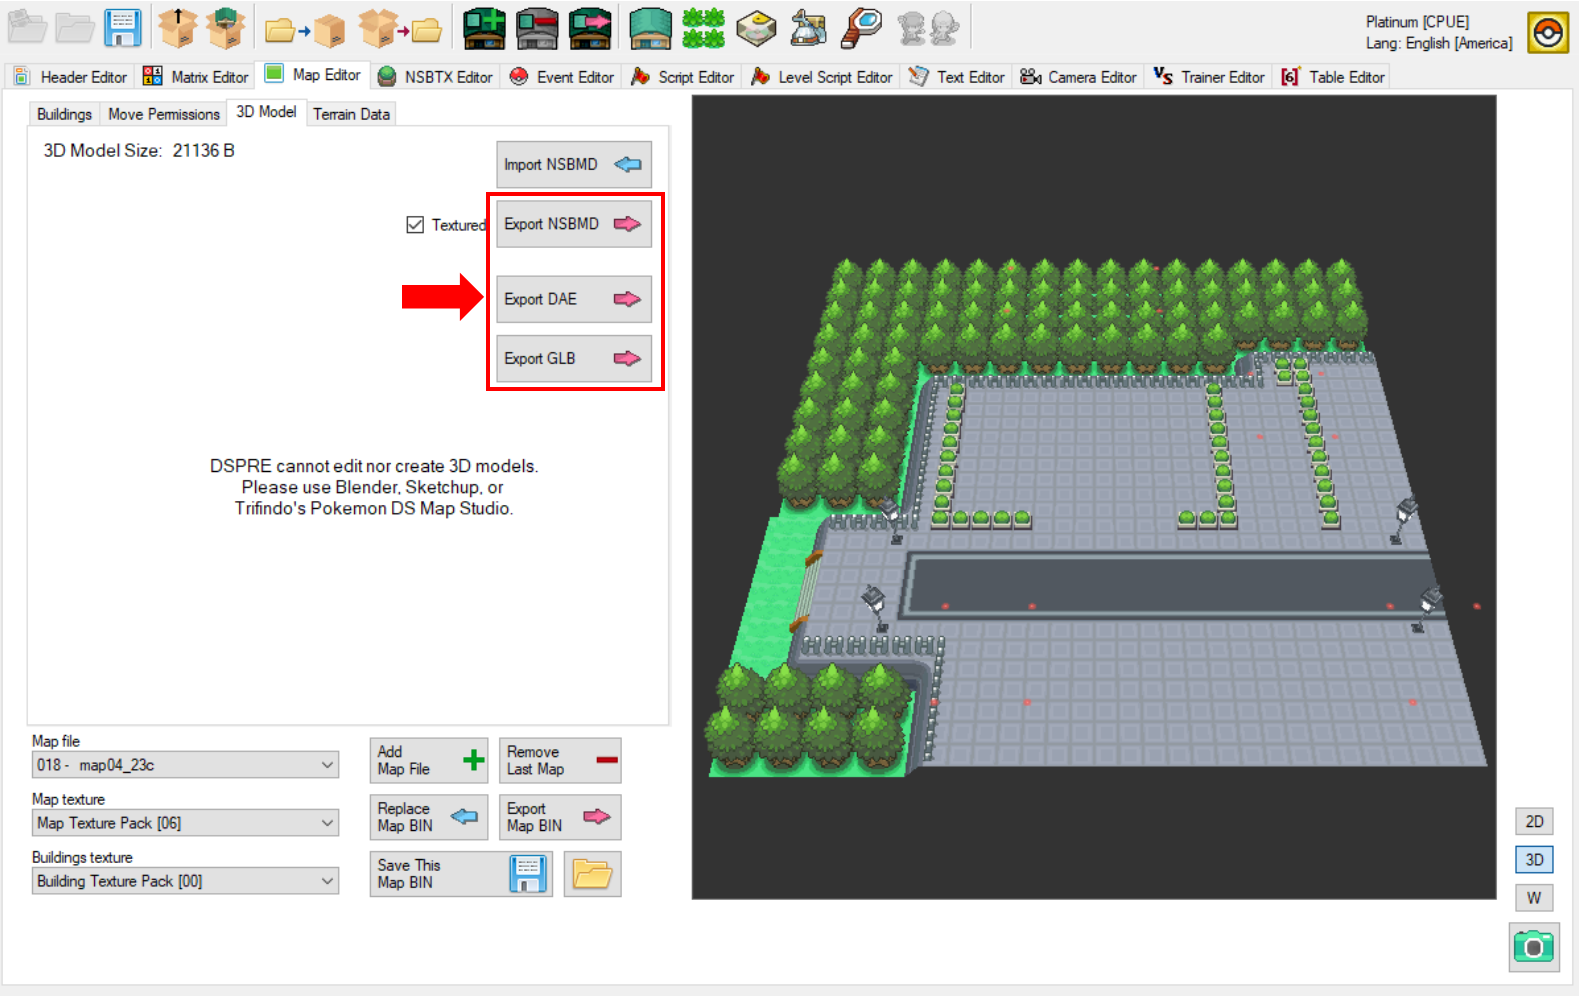 Platinum [CPUE]
Lang: English [America]
Header Editor
Matrix Editor
Map Editor
NSBTX Editor
Event Editor
Script Editor
Level Script Editor
Text Editor
Camera Editor
Trainer Editor
Table Editor
Buildings
Move Permissions
3D Model
Terrain Data
3D Model Size: 21136 B
Import NSBMD
Textured
Export NSBMD
Export DAE
Export GLB
DSPRE cannot edit nor create 3D models.
Please use Blender, Sketchup, or
Trifindo's Pokemon DS Map Studio.
Map file
018 - map04_23c
Map texture
Map Texture Pack [06]
Buildings texture
Building Texture Pack [00]
Add
Map File
Remove
Last Map
Replace
Map BIN
Export
Map BIN
Save This
Map BIN
2D
3D
W